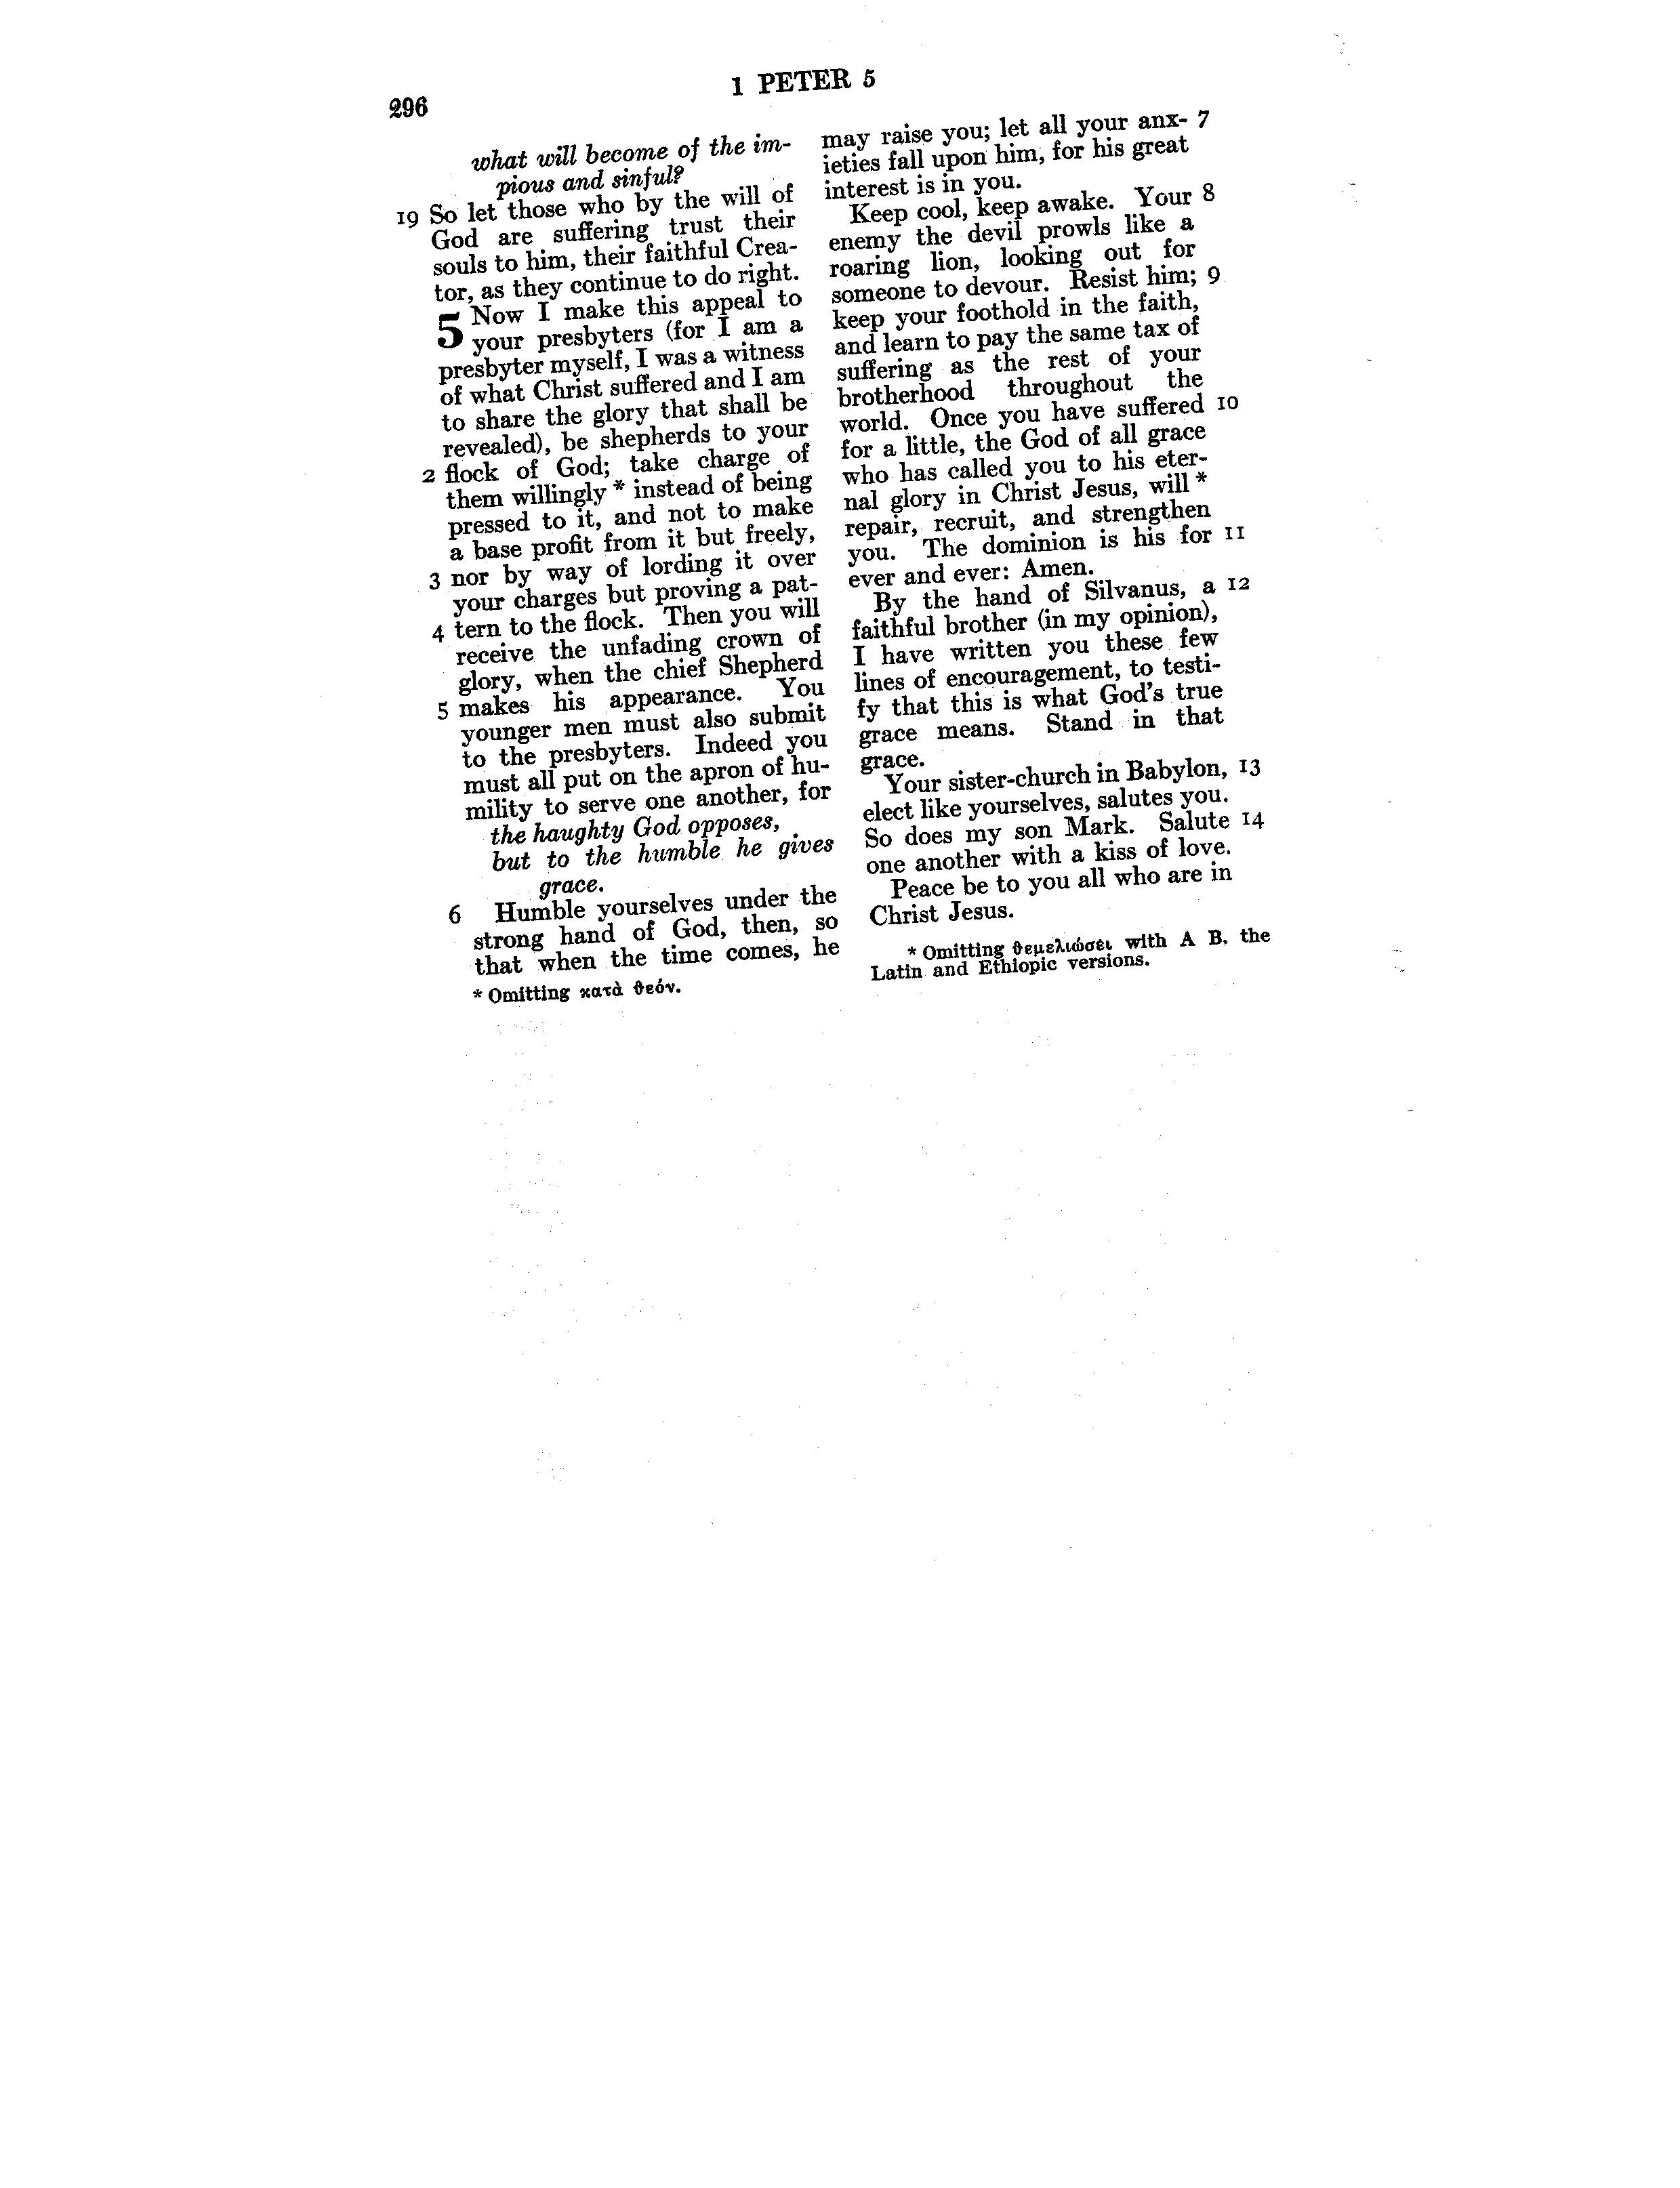 296
1 PETER 5
what will become of the im-
pious and sinful?
19 So let those who by the will of
God are suffering trust their
souls to him, their faithful Crea-
tor, as they continue to do right.
5 Now I make this appeal to
your presbyters (for I am a
presbyter myself, I was a witness
of what Christ suffered and I am
to share the glory that shall be
revealed), be shepherds to your
2 flock of God; take charge of
them willingly * instead of being
pressed to it, and not to make
a base profit from it but freely,
3 nor by way of lording it over
your charges but proving a pat-
4 tern to the flock. Then you will
receive the unfading crown of
glory, when the chief Shepherd
5 makes his appearance. You
younger men must also submit
to the presbyters. Indeed you
must all put on the apron of hu-
mility to serve one another, for
the haughty God opposes,
but to the humble he gives
grace.
6 Humble yourselves under the
strong hand of God, then, so
that when the time comes, he
* Omitting κατὰ θεόν.
may raise you; let all your anx- 7
ieties fall upon him, for his great
interest is in you.
Keep cool, keep awake. Your 8
enemy the devil prowls like a
roaring lion, looking out for
someone to devour. Resist him; 9
keep your foothold in the faith,
and learn to pay the same tax of
suffering as the rest of your
brotherhood throughout the
world. Once you have suffered 10
for a little, the God of all grace
who has called you to his eter-
nal glory in Christ Jesus, will *
repair, recruit, and strengthen
you. The dominion is his for 11
ever and ever: Amen.
By the hand of Silvanus, a 12
faithful brother (in my opinion),
I have written you these few
lines of encouragement, to testi-
fy that this is what God's true
grace means. Stand in that
grace.
Your sister-church in Babylon, 13
elect like yourselves, salutes you.
So does my son Mark. Salute 14
one another with a kiss of love.
Peace be to you all who are in
Christ Jesus.
* Omitting θεμελιώσει with A B, the
Latin and Ethiopic versions.